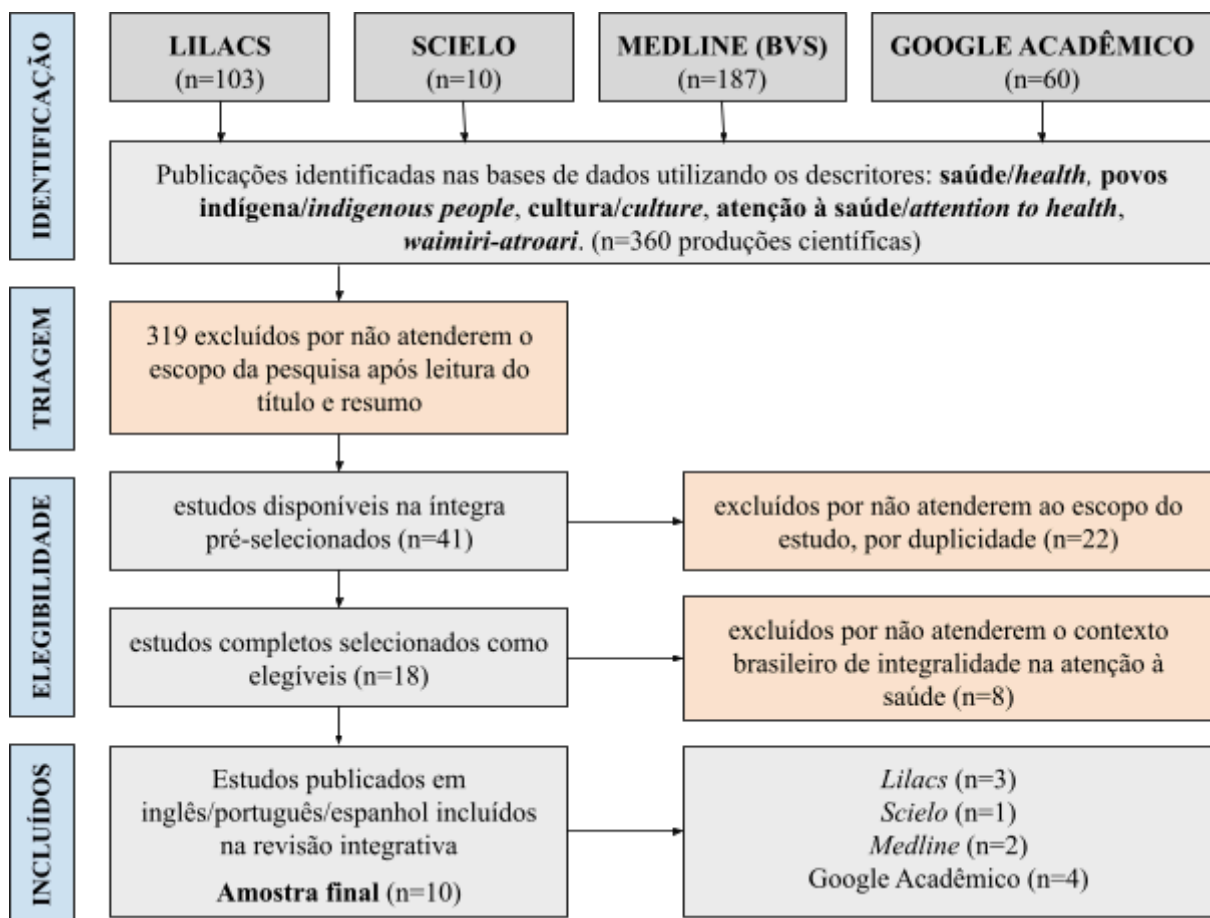 IDENTIFICAÇÃO
LILACS
(n=103)
SCIELO
(n=10)
MEDLINE (BVS)
(n=187)
GOOGLE ACADÊMICO
(n=60)
Publicações identificadas nas bases de dados utilizando os descritores: saúde/health, povos
indígena/indigenous people, cultura/culture, atenção à saúde/attention to health,
waimiri-atroari. (n=360 produções científicas)
TRIAGEM
319 excluídos por não atenderem o
escopo da pesquisa após leitura do
título e resumo
ELEGIBILIDADE
estudos disponíveis na íntegra
pré-selecionados (n=41)
excluídos por não atenderem ao escopo do
estudo, por duplicidade (n=22)
estudos completos selecionados como
elegíveis (n=18)
excluídos por não atenderem o contexto
brasileiro de integralidade na atenção à
saúde (n=8)
INCLUÍDOS
Estudos publicados em
inglês/português/espanhol incluídos
na revisão integrativa
Amostra final (n=10)
Lilacs (n=3)
Scielo (n=1)
Medline (n=2)
Google Acadêmico (n=4)